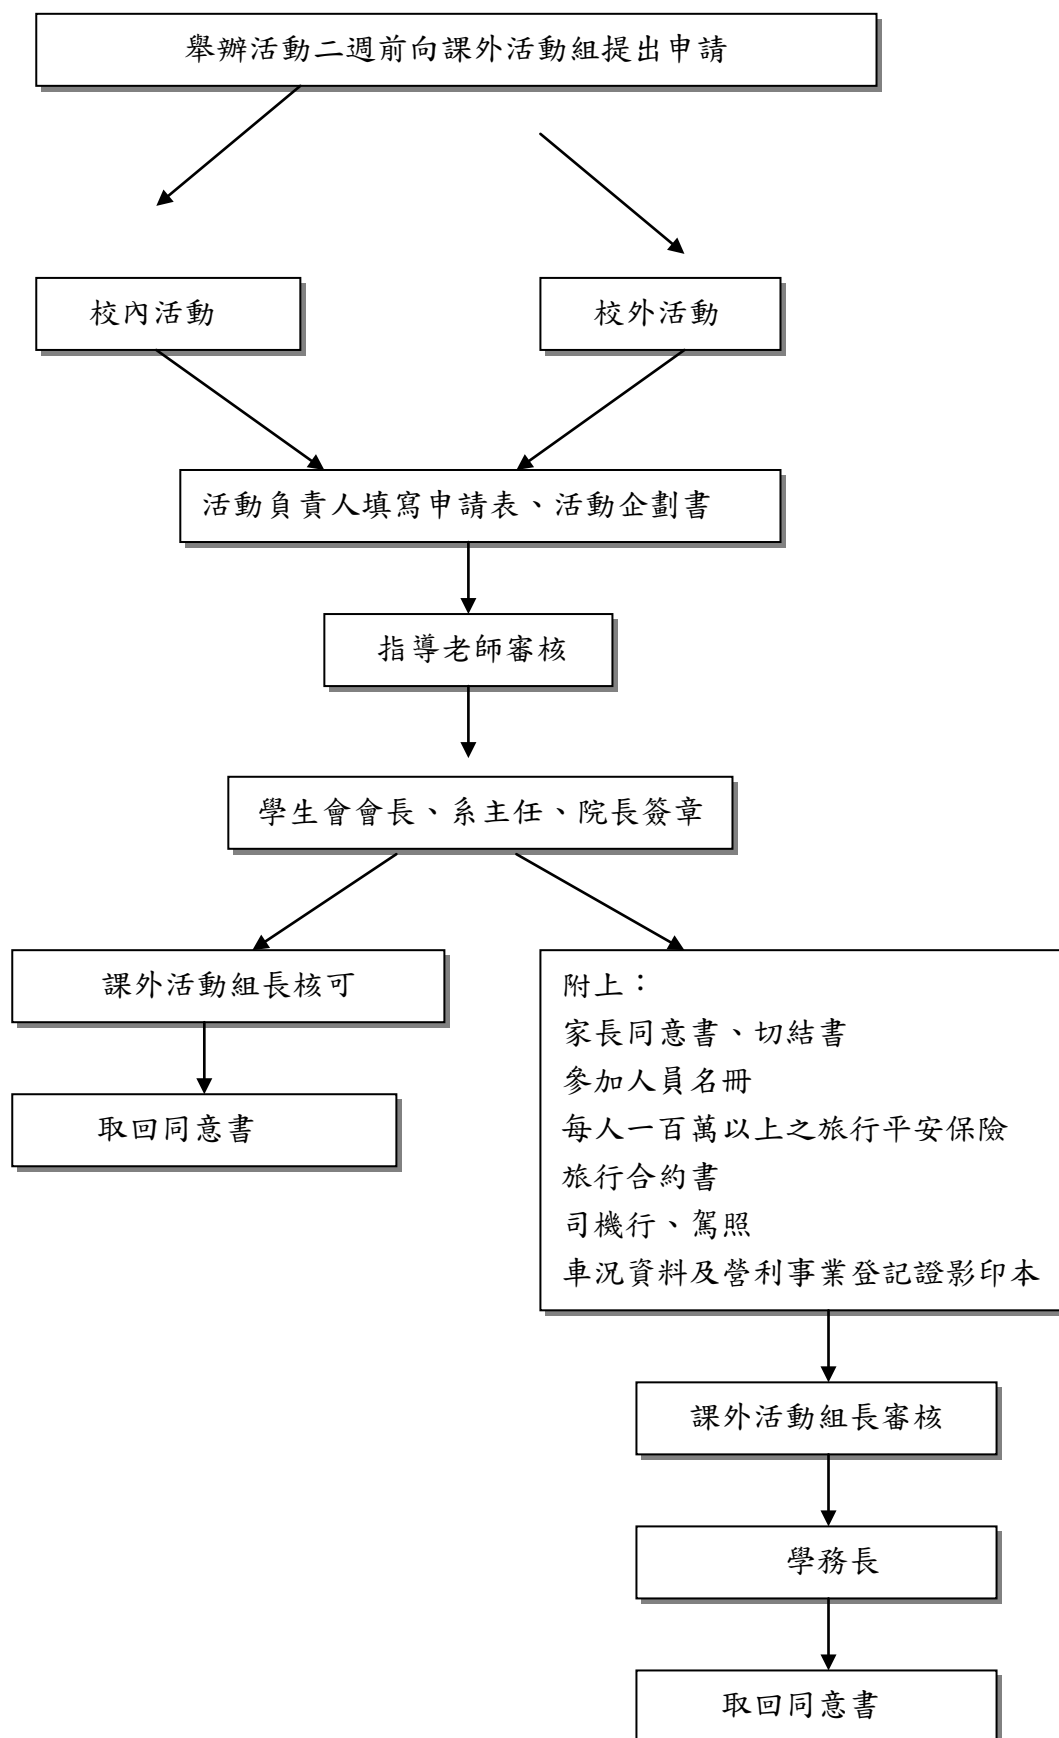 舉辦活動二週前向課外活動組提出申請
校內活動
校外活動
活動負責人填寫申請表、活動企劃書
指導老師審核
學生會會長、系主任、院長簽章
課外活動組長核可
取回同意書
附上：
家長同意書、切結書
參加人員名冊
每人一百萬以上之旅行平安保險
旅行合約書
司機行、駕照
車況資料及營利事業登記證影印本
課外活動組長審核
學務長
取回同意書